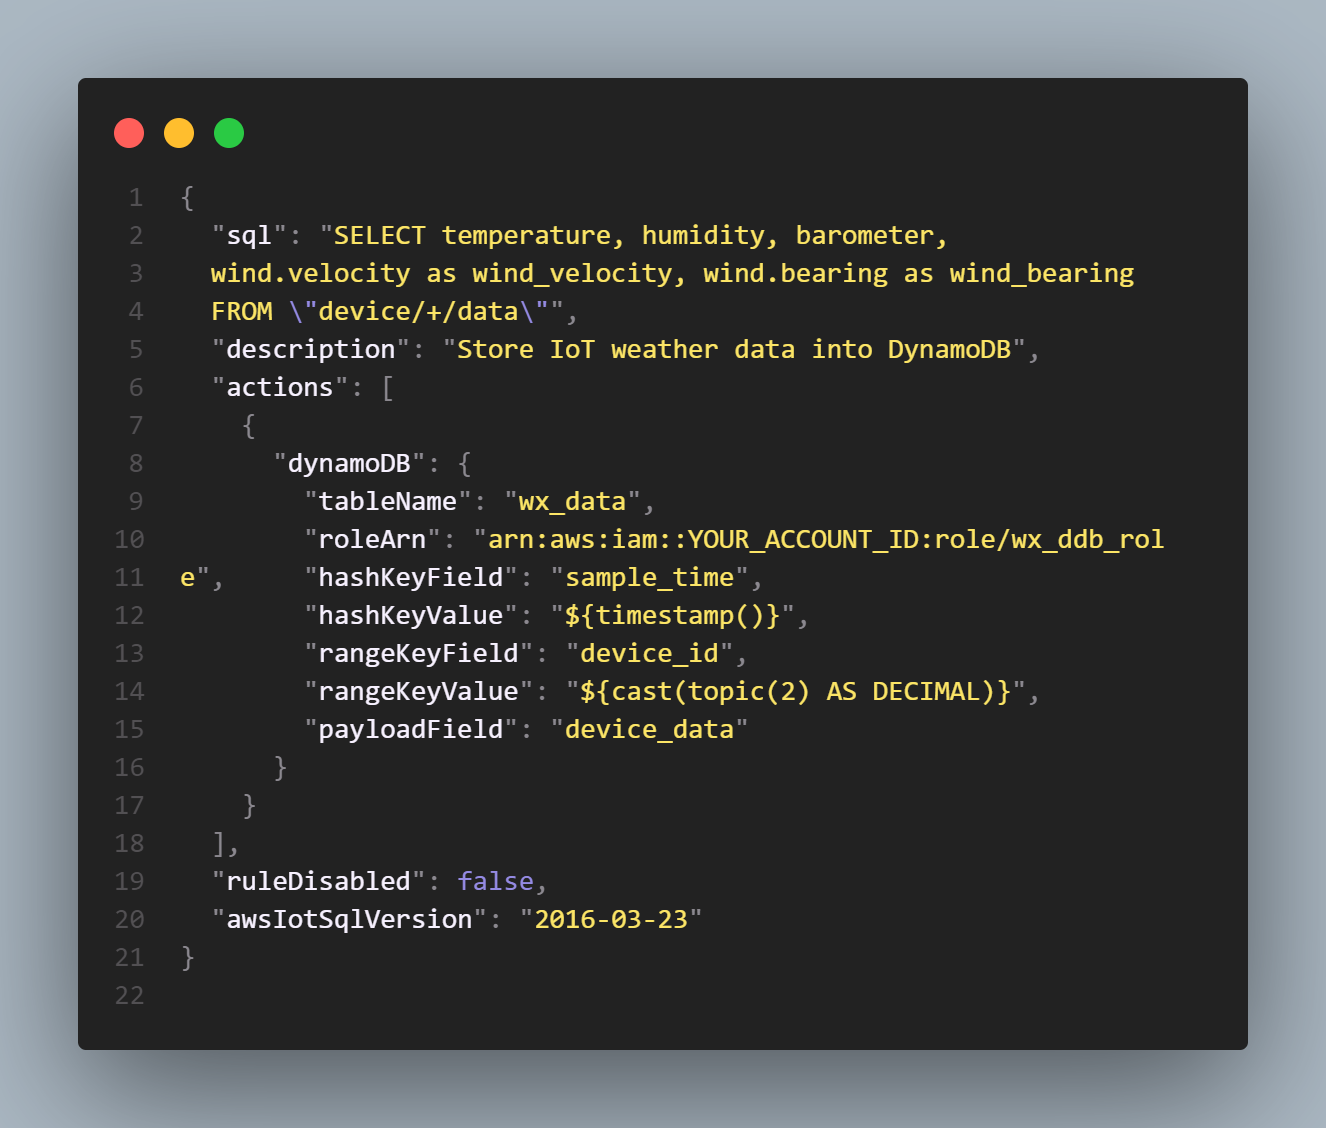 1 {
2   "sql": "SELECT temperature, humidity, barometer,
3   wind.velocity as wind_velocity, wind.bearing as wind_bearing
4   FROM \"device/+/data\"",
5   "description": "Store IoT weather data into DynamoDB",
6   "actions": [
7     {
8       "dynamoDB": {
9         "tableName": "wx_data",
10         "roleArn": "arn:aws:iam::YOUR_ACCOUNT_ID:role/wx_ddb_rol
11 e",     "hashKeyField": "sample_time",
12         "hashKeyValue": "${timestamp()}",
13         "rangeKeyField": "device_id",
14         "rangeKeyValue": "${cast(topic(2) AS DECIMAL)}",
15         "payloadField": "device_data"
16       }
17     }
18   ],
19   "ruleDisabled": false,
20   "awsIotSqlVersion": "2016-03-23"
21 }
22